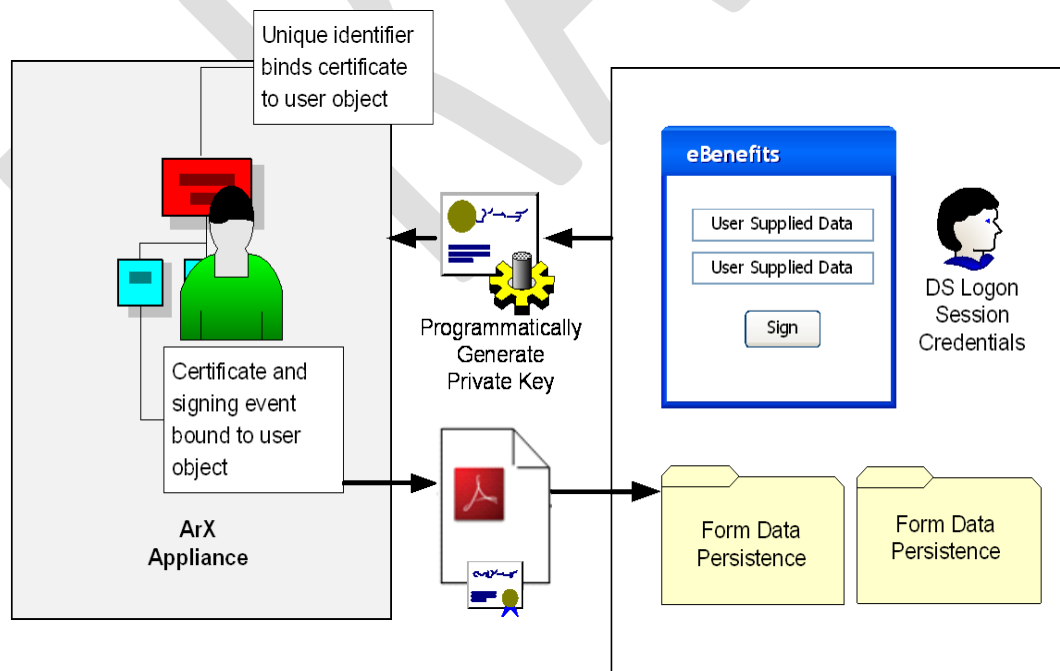 Unique identifier
binds certificate
to user object
eBenefits
User Supplied Data
User Supplied Data
Sign
DS Logon
Session
Credentials
Programmatically
Generate
Private Key
Certificate and
signing event
bound to user
object
ArX
Appliance
Form Data
Persistence
Form Data
Persistence